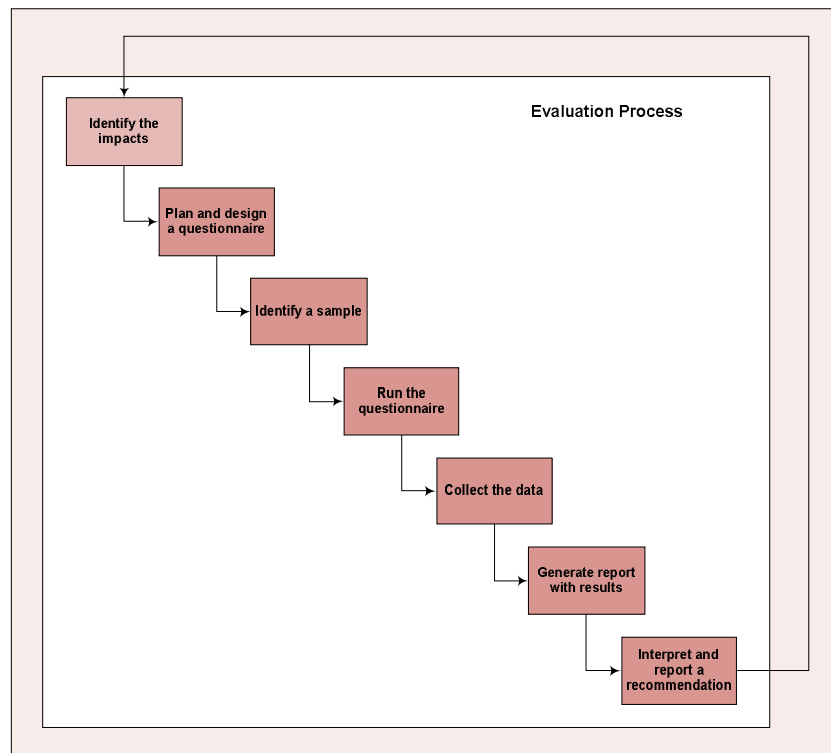 Evaluation Process
Identify the
impacts
Plan and design
a questionnaire
Identify a sample
Run the
questionnaire
Collect the data
Generate report
with results
Interpret and
report a
recommendation